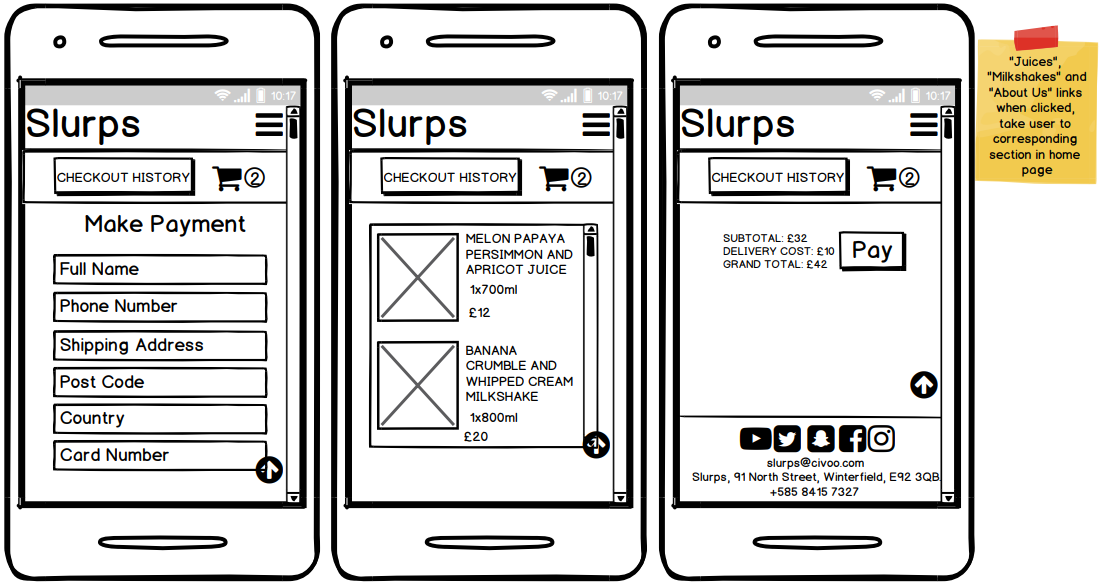 10:17
Slurps
CHECKOUT HISTORY
2
Make Payment
Full Name
Phone Number
Shipping Address
Post Code
Country
Card Number
10:17
Slurps
CHECKOUT HISTORY
2
MELON PAPAYA
PERSIMMON AND
APRICOT JUICE
1x700ml
£12
BANANA
CRUMBLE AND
WHIPPED CREAM
MILKSHAKE
1x800ml
£20
10:17
Slurps
CHECKOUT HISTORY
2
SUBTOTAL: £32
DELIVERY COST: £10
GRAND TOTAL: £42
Pay
slurps@civoo.com
Slurps, 91 North Street, Winterfield, E92 3QB.
+585 8415 7327
"Juices",
"Milkshakes" and
"About Us" links
when clicked,
take user to
corresponding
section in home
page